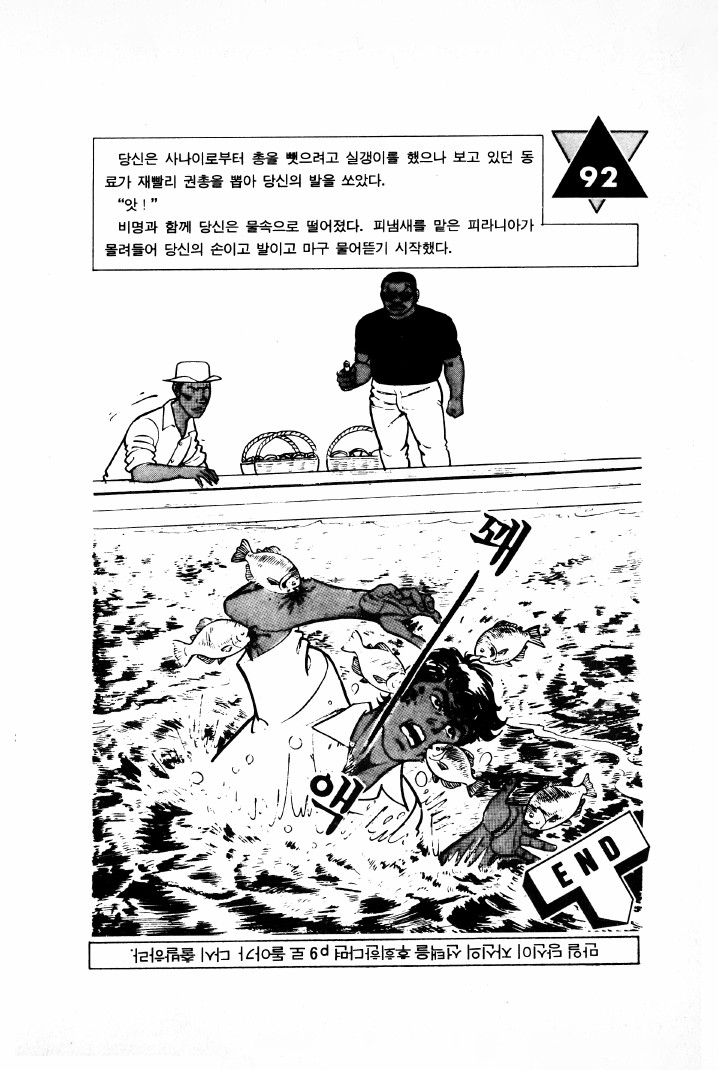 당신은 사나이로부터 총을 뺏으려고 실갱이를 했으나 보고 있던 동
료가 재빨리 권총을 뽑아 당신의 발을 쏘았다.
“앗！”
비명과 함께 당신은 물속으로 떨어졌다. 피냄새를 맡은 피라니아가
몰려들어 당신의 손이고 발이고 마구 물어뜯기 시작했다.
92
꽤
액
END
만일 당신이 자신의 선택을 후회한다면 p9로 돌아가 다시 출발하라.